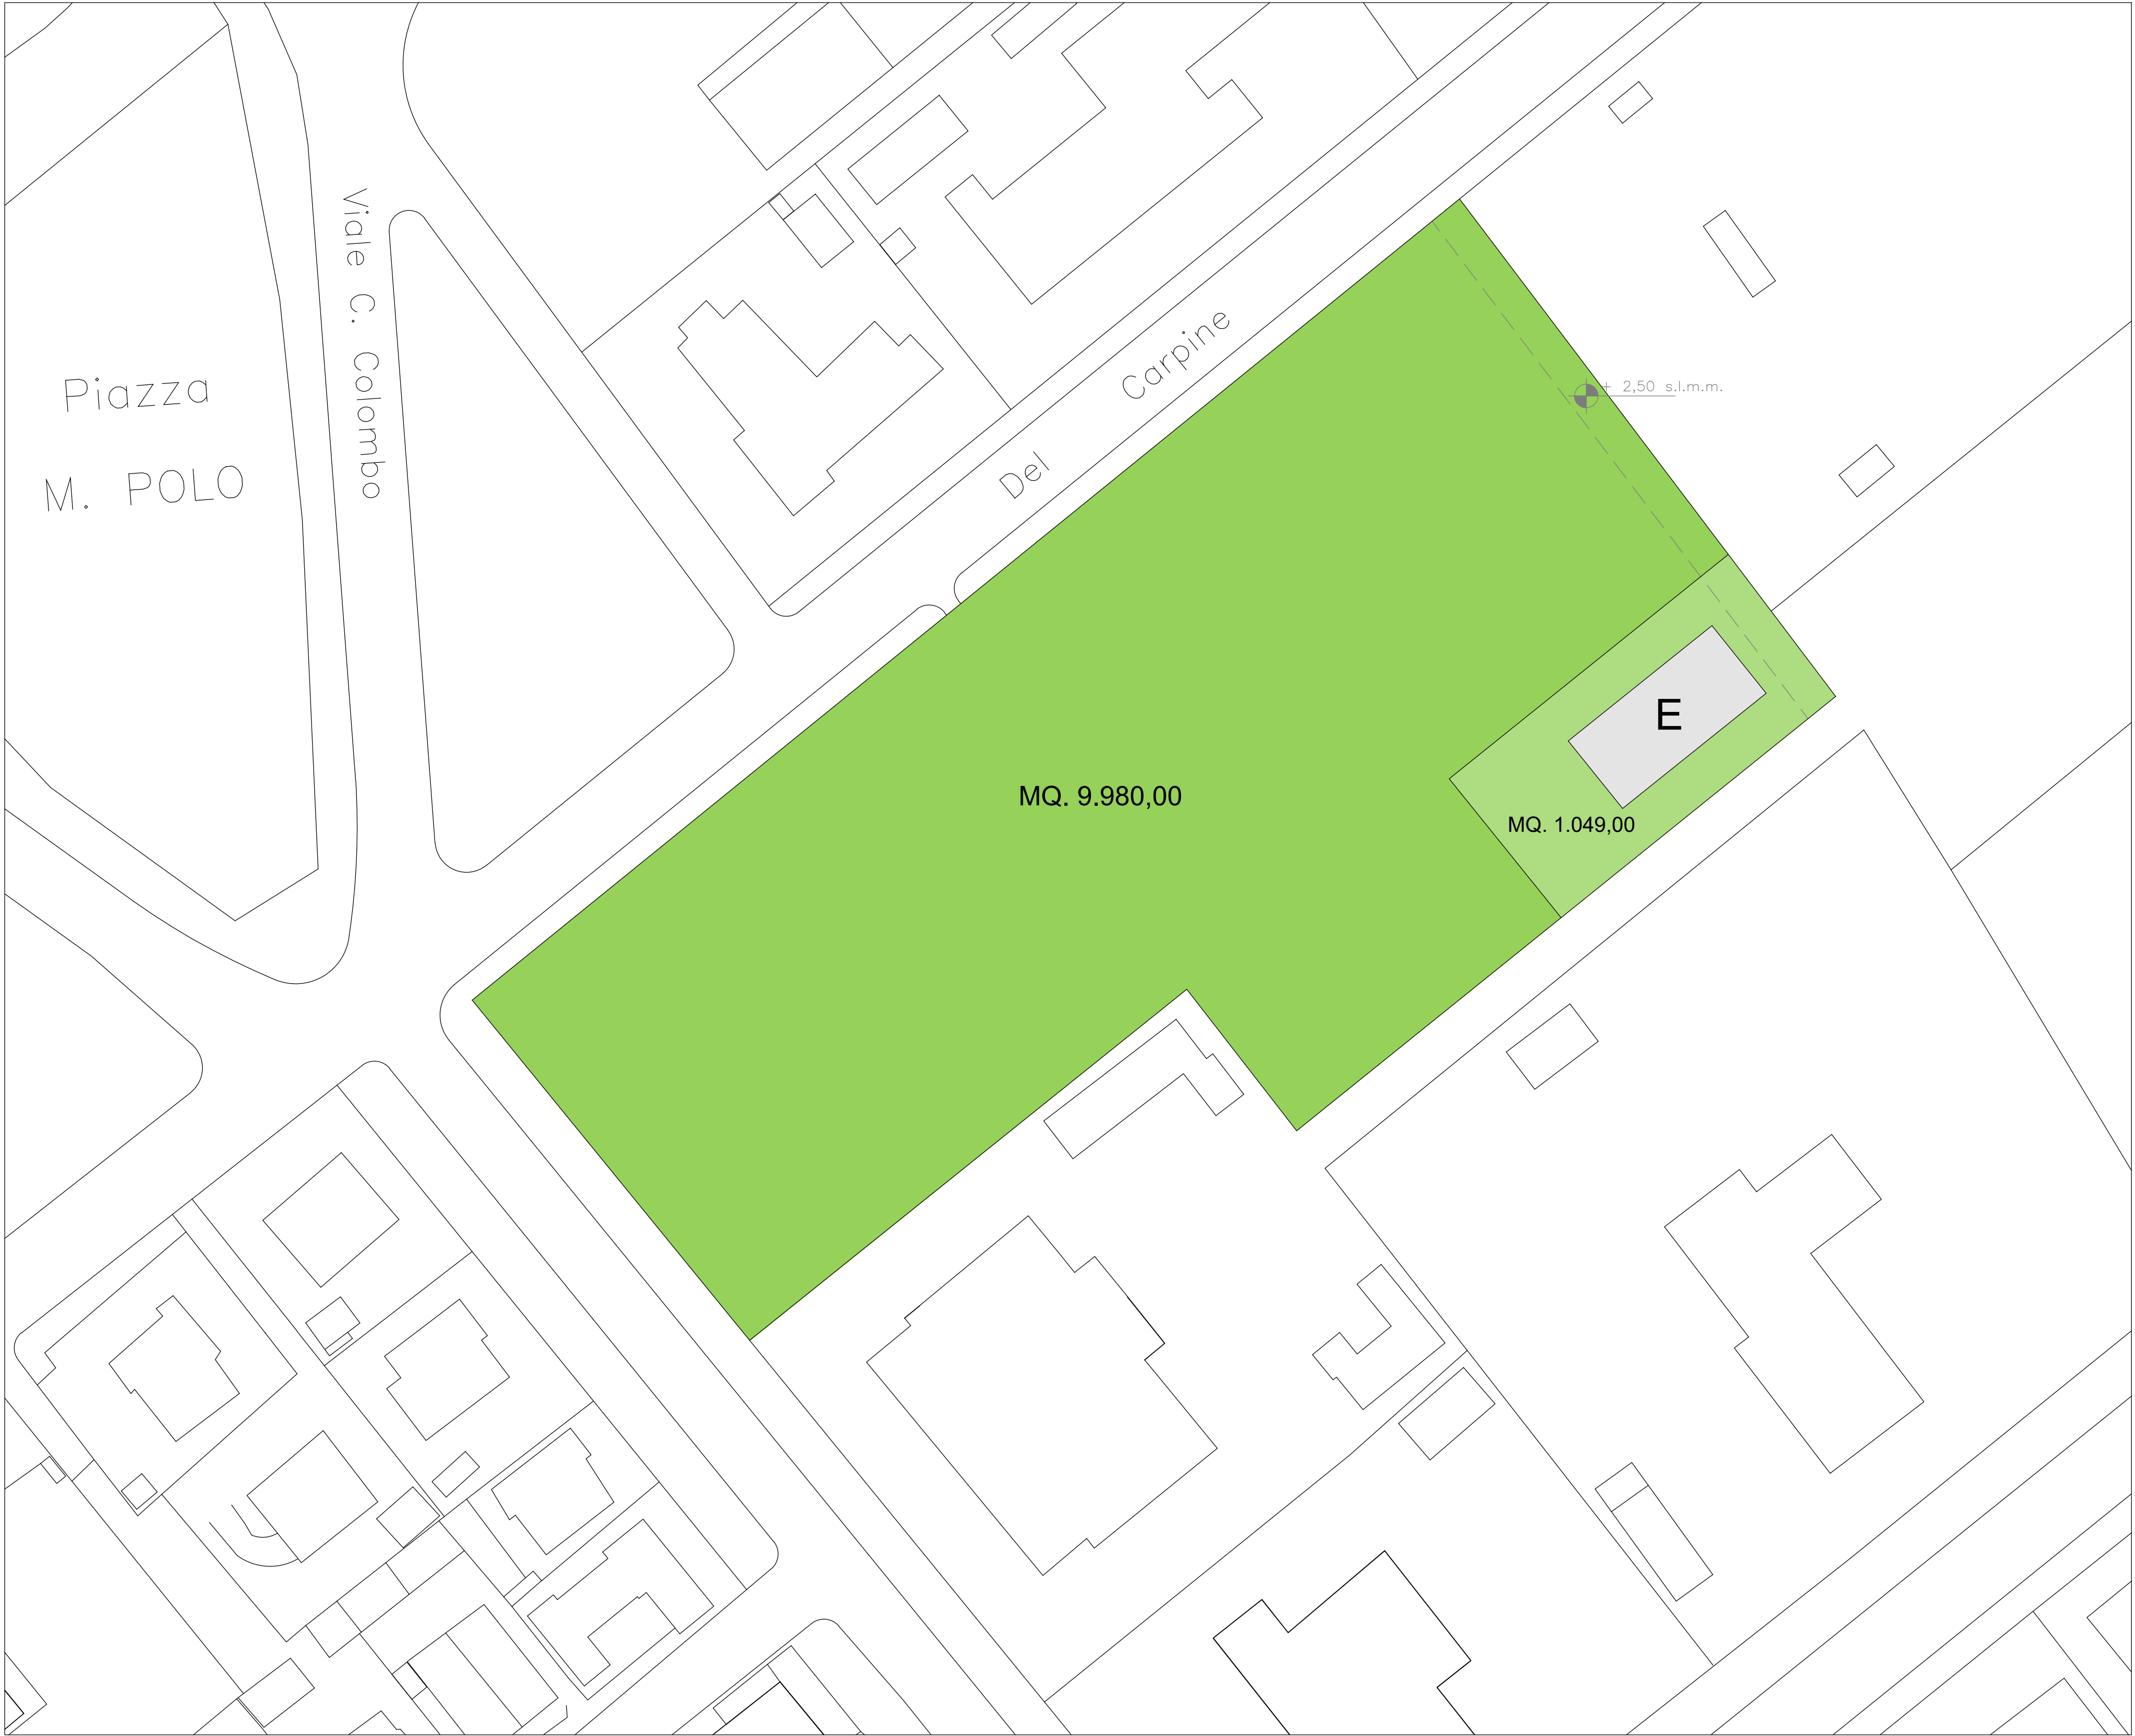 Viale C. Colombo
Piazza
M. POLO
Del Carpine
+ 2,50 s.l.m.m.
E
MQ. 9.980,00
MQ. 1.049,00